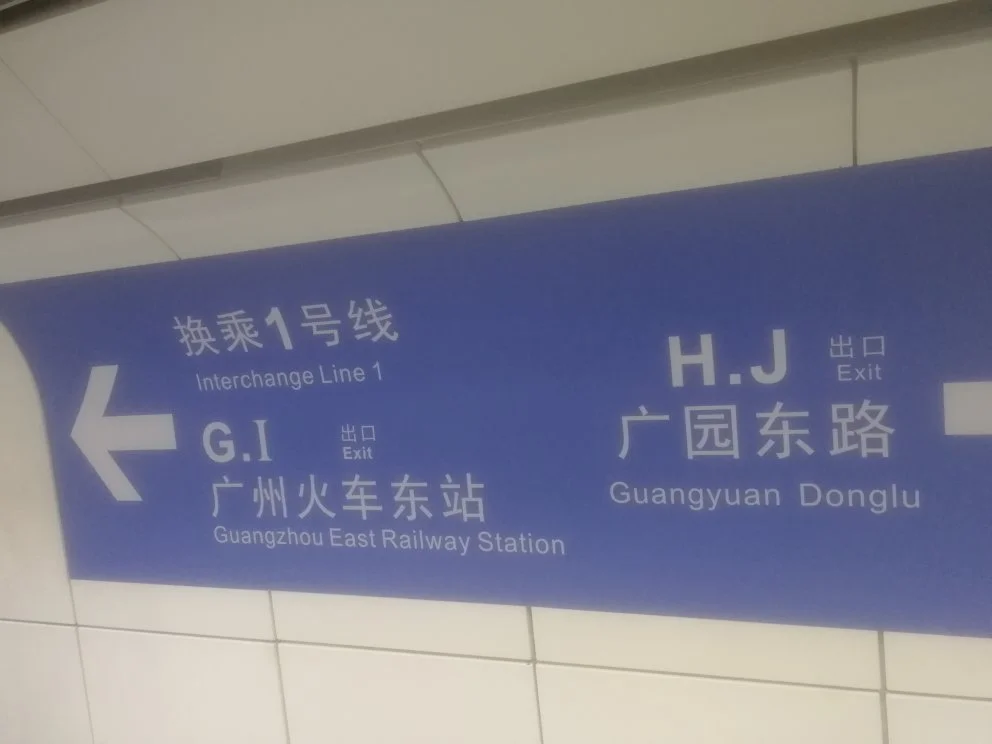 换乘1号线
Interchange Line 1
G.I 出口
Exit
广州火车东站
Guangzhou East Railway Station
H.J 出口
Exit
广园东路
Guangyuan Donglu